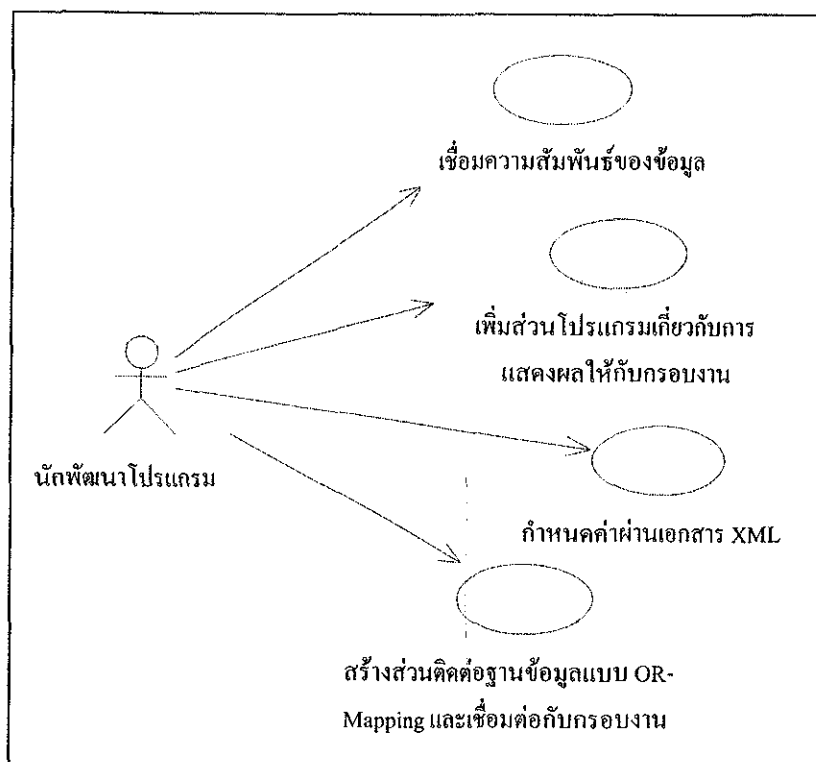 เชื่อมความสัมพันธ์ของข้อมูล
เพิ่มส่วนโปรแกรมเกี่ยวกับการ
แสดงผลให้กับกรอบงาน
นักพัฒนาโปรแกรม
กำหนดค่าผ่านเอกสาร XML
สร้างส่วนติดต่อฐานข้อมูลแบบ OR-
Mapping และเชื่อมต่อกับกรอบงาน